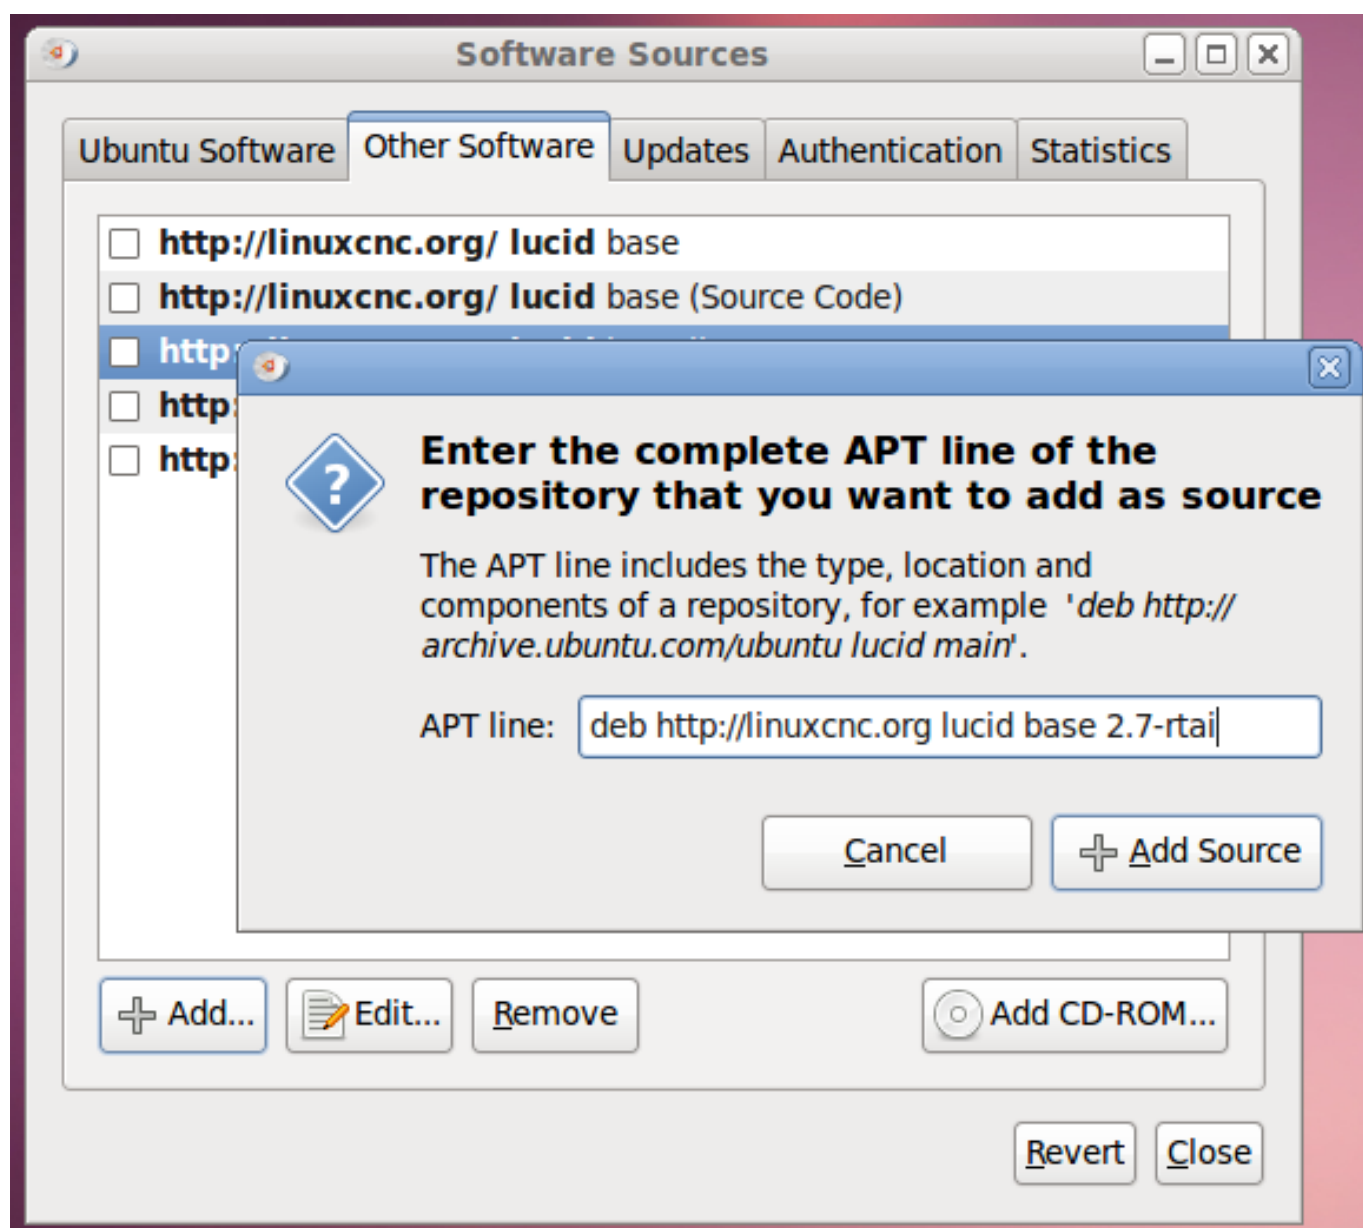 Software Sources
Ubuntu Software Other Software Updates Authentication Statistics
http://linuxcnc.org/ lucid base
http://linuxcnc.org/ lucid base (Source Code)
http:
http:
http:
?
Enter the complete APT line of the
repository that you want to add as source
The APT line includes the type, location and
components of a repository, for example 'deb http://
archive.ubuntu.com/ubuntu lucid main'.
APT line: deb http://linuxcnc.org lucid base 2.7-rtai
Cancel Add Source
Add... Edit... Remove Add CD-ROM...
Revert Close